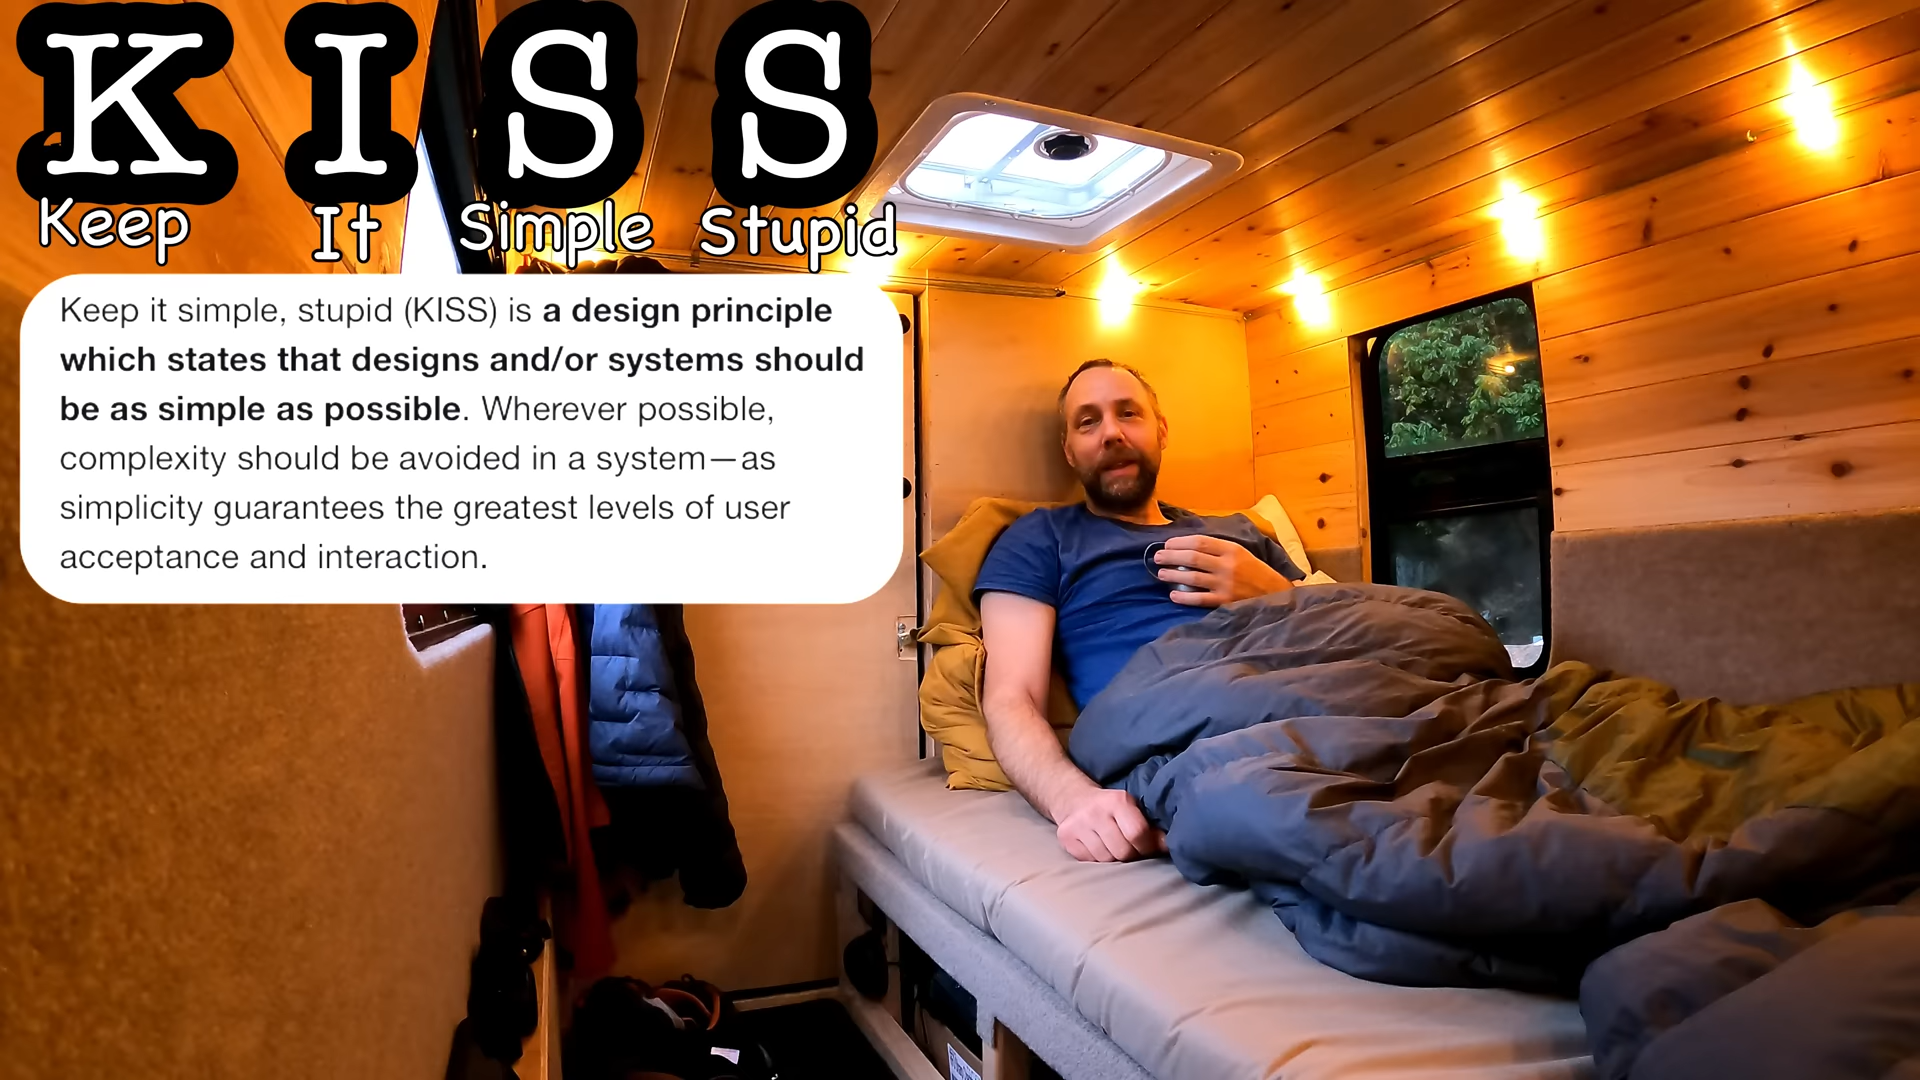 K I S S
Keep It Simple Stupid
Keep it simple, stupid (KISS) is a design principle
which states that designs and/or systems should
be as simple as possible. Wherever possible,
complexity should be avoided in a system—as
simplicity guarantees the greatest levels of user
acceptance and interaction.